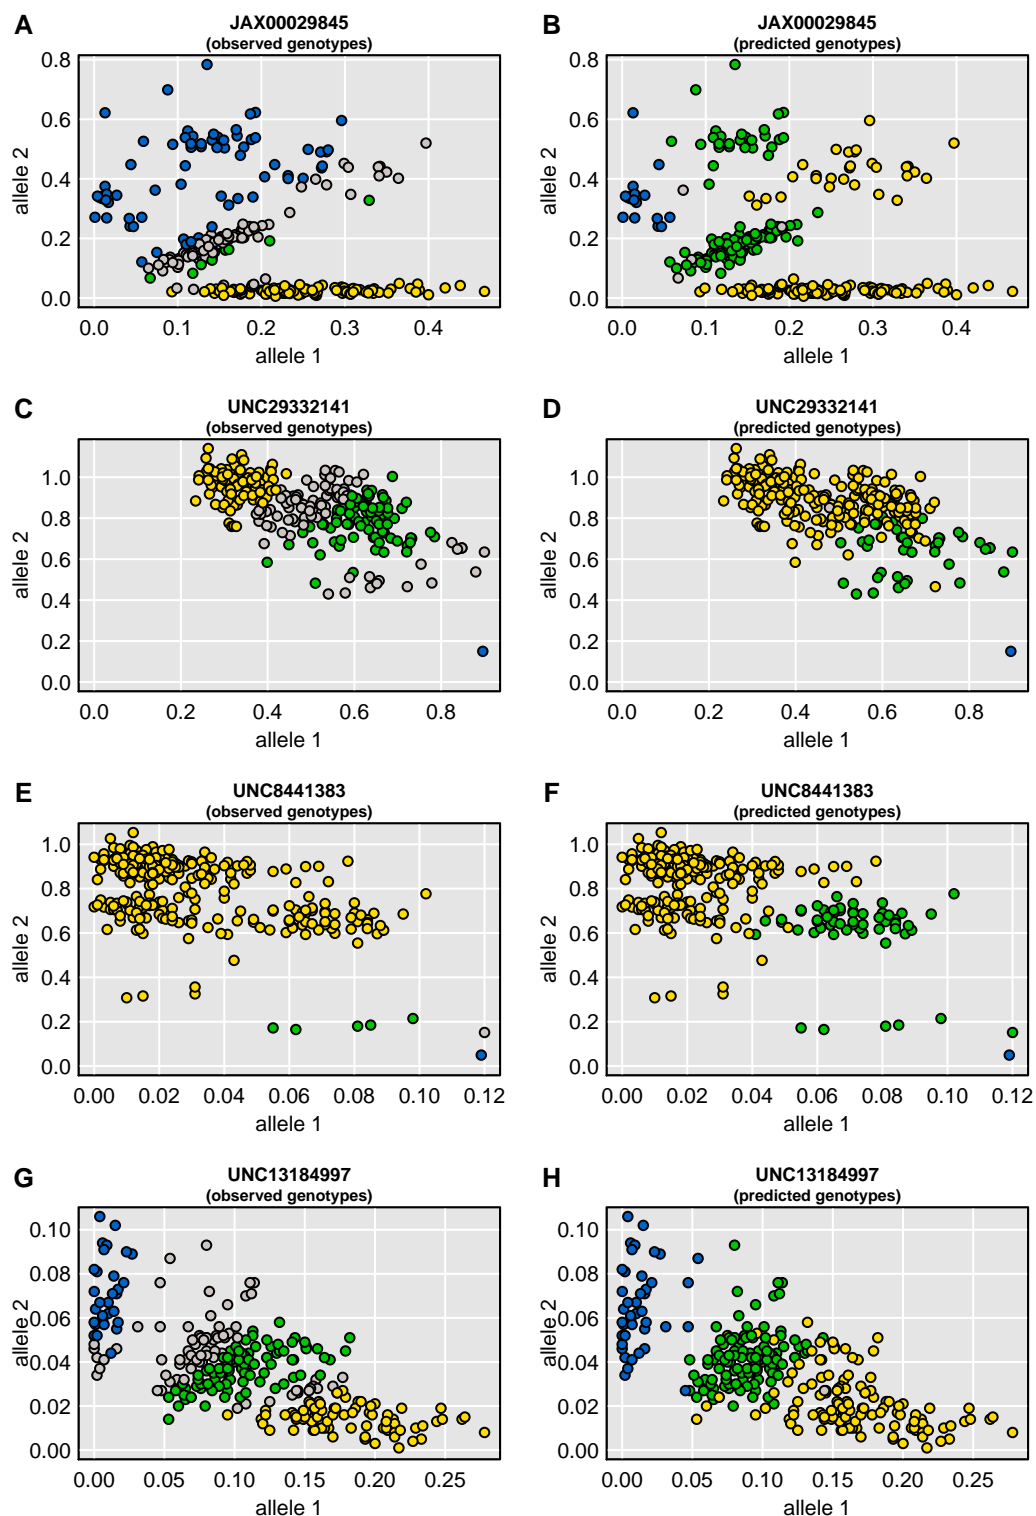 A
JAX00029845
(observed genotypes)
0.8
0.6
0.4
0.2
0.0
allele 2
0.0 0.1 0.2 0.3 0.4
allele 1
B
JAX00029845
(predicted genotypes)
0.8
0.6
0.4
0.2
0.0
allele 2
0.0 0.1 0.2 0.3 0.4
allele 1
C
UNC29332141
(observed genotypes)
1.0
0.8
0.6
0.4
0.2
0.0
allele 2
0.0 0.2 0.4 0.6 0.8
allele 1
D
UNC29332141
(predicted genotypes)
1.0
0.8
0.6
0.4
0.2
0.0
allele 2
0.0 0.2 0.4 0.6 0.8
allele 1
E
UNC8441383
(observed genotypes)
1.0
0.8
0.6
0.4
0.2
0.0
allele 2
0.00 0.02 0.04 0.06 0.08 0.10 0.12
allele 1
F
UNC8441383
(predicted genotypes)
1.0
0.8
0.6
0.4
0.2
0.0
allele 2
0.00 0.02 0.04 0.06 0.08 0.10 0.12
allele 1
G
UNC13184997
(observed genotypes)
0.10
0.08
0.06
0.04
0.02
0.00
allele 2
0.00 0.05 0.10 0.15 0.20 0.25
allele 1
H
UNC13184997
(predicted genotypes)
0.10
0.08
0.06
0.04
0.02
0.00
allele 2
0.00 0.05 0.10 0.15 0.20 0.25
allele 1